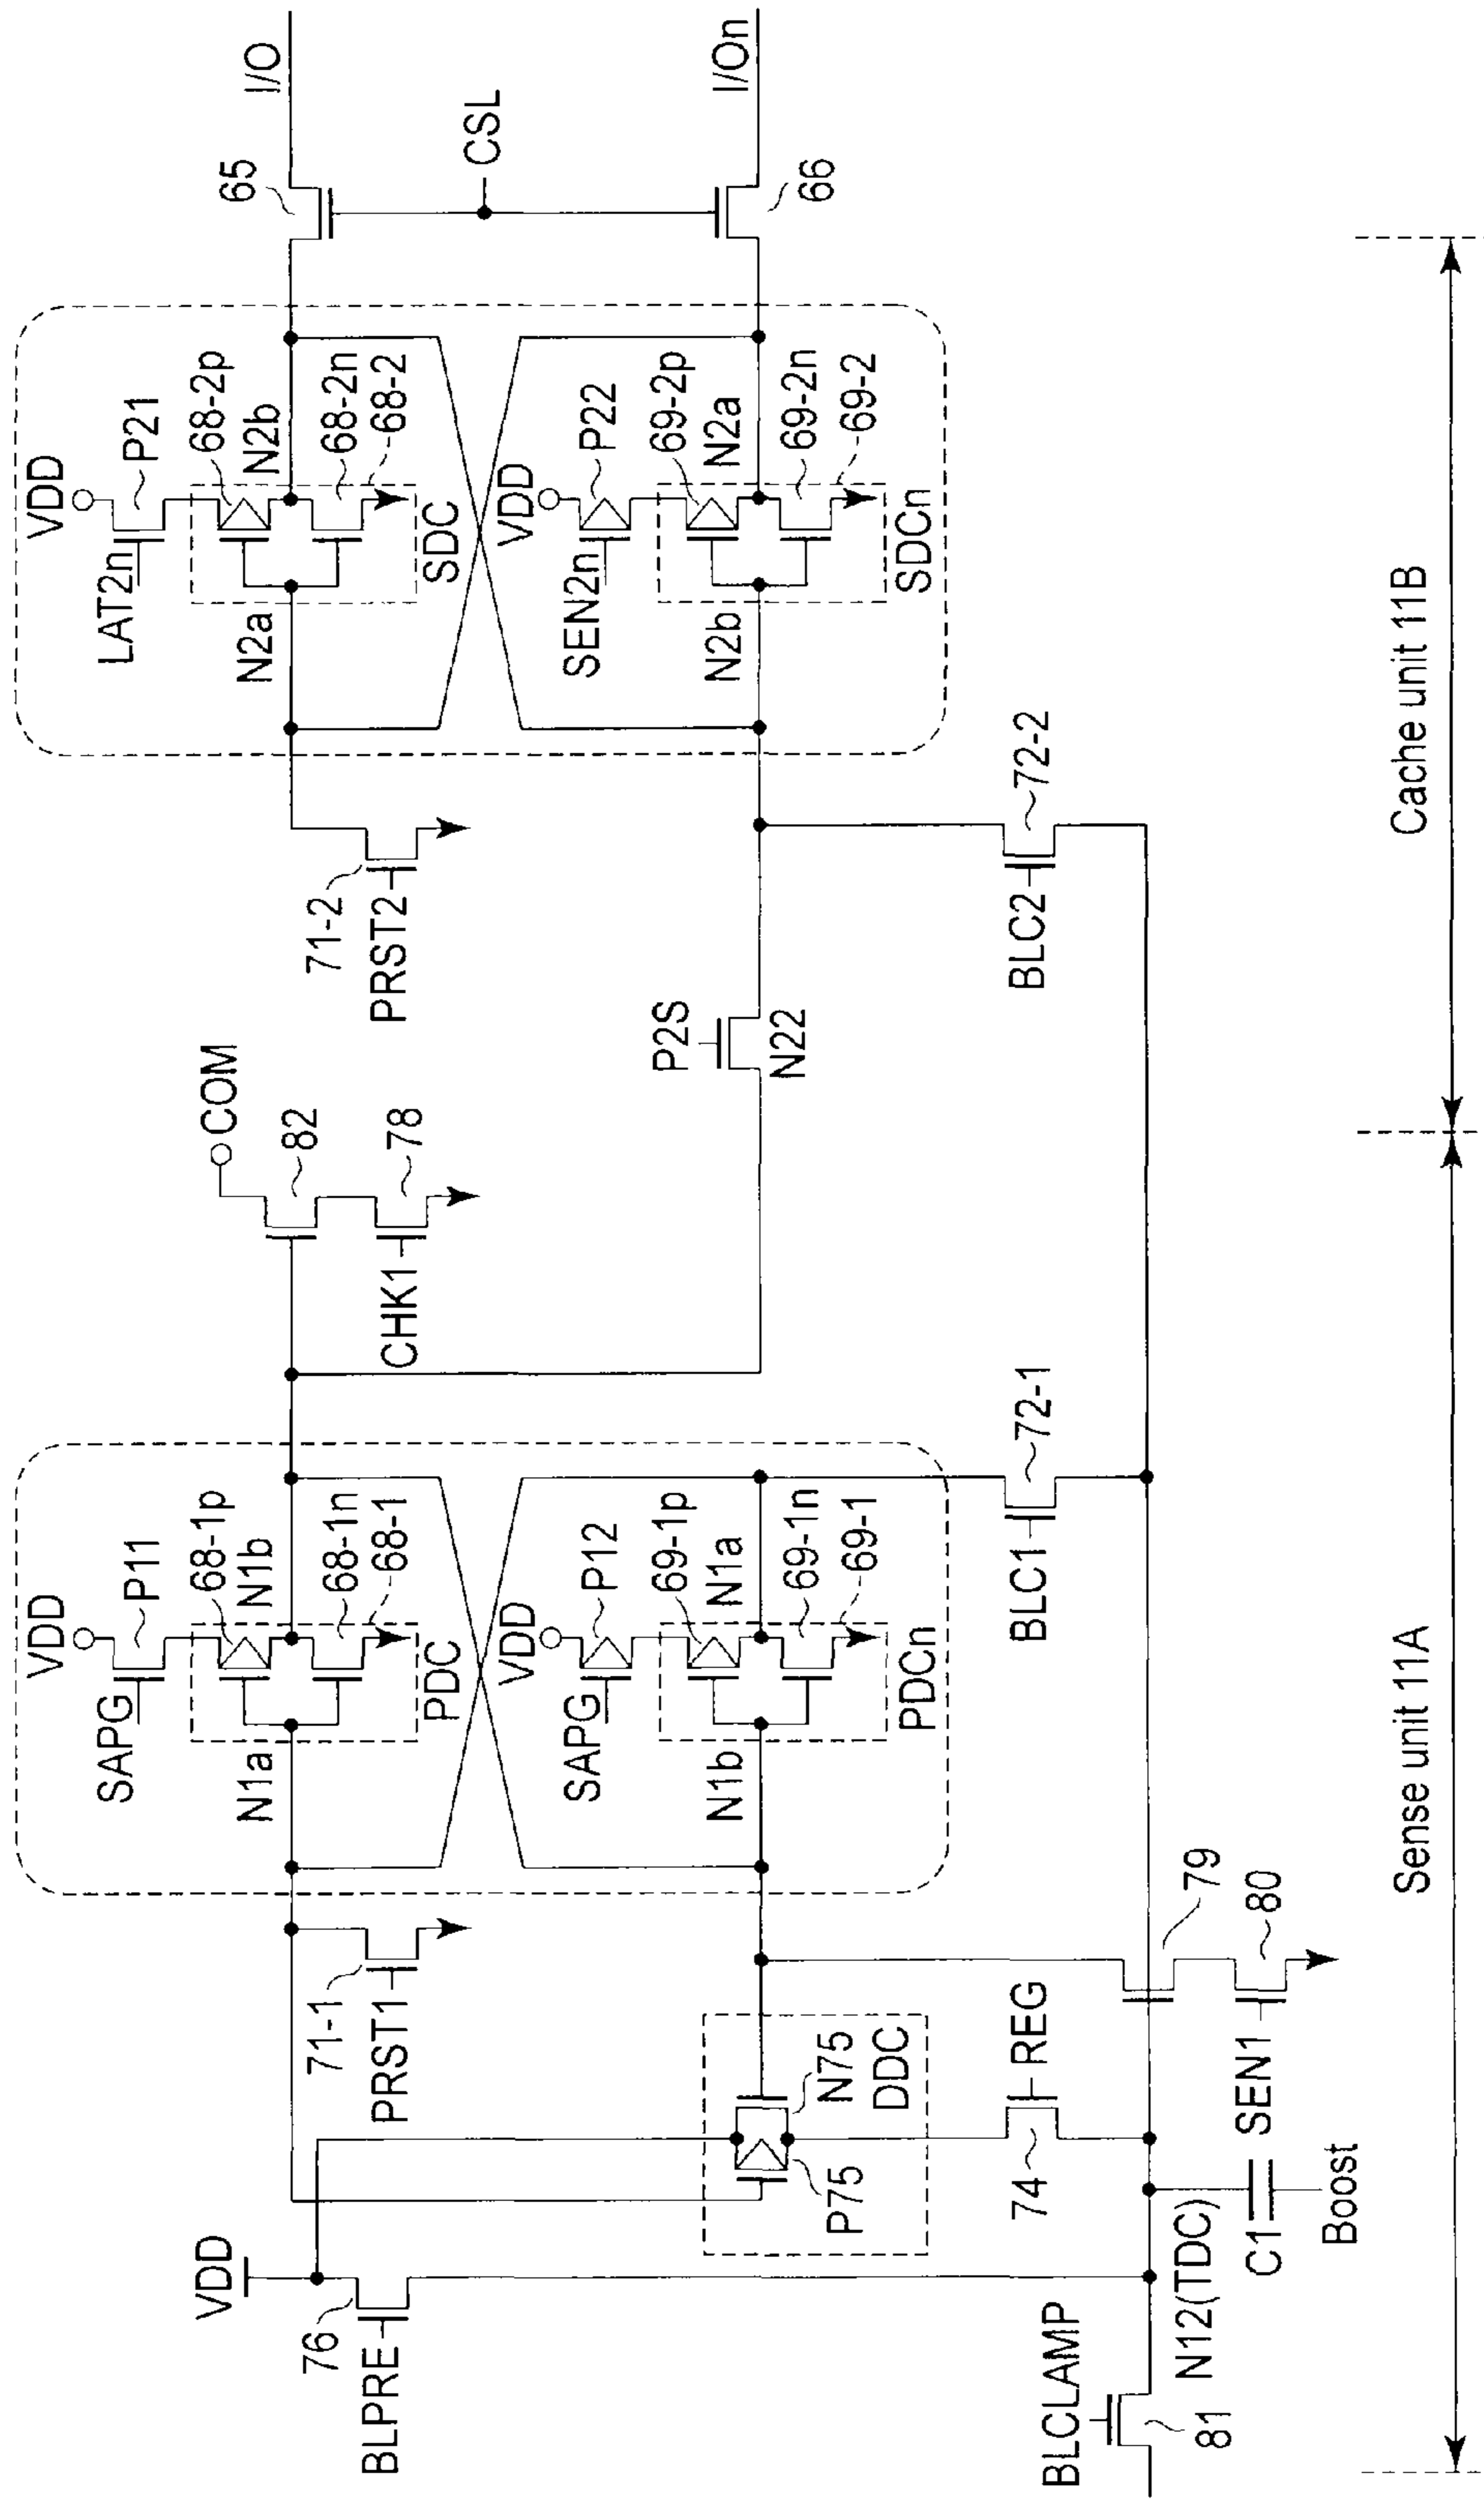 VDD
76
BLPRE
BLCLAMP
81
N12(TDC)
C1
Boost
P75
N75
DDC
74
REG
SEN1
79
80
71-1
PRST1
VDD
SAPG
P11
N1a
68-1p
N1b
68-1n
68-1
PDC
VDD
SAPG
P12
N1b
69-1p
N1a
69-1n
69-1
PDCn
BLC1
72-1
COM
82
CHK1
78
P2S
N22
71-2
PRST2
BLC2
72-2
VDD
LAT2n
P21
N2a
68-2p
N2b
68-2n
68-2
SDC
VDD
SEN2n
P22
N2b
69-2p
N2a
69-2n
69-2
SDCn
65
I/O
CSL
66
I/On
Sense unit 11A
Cache unit 11B